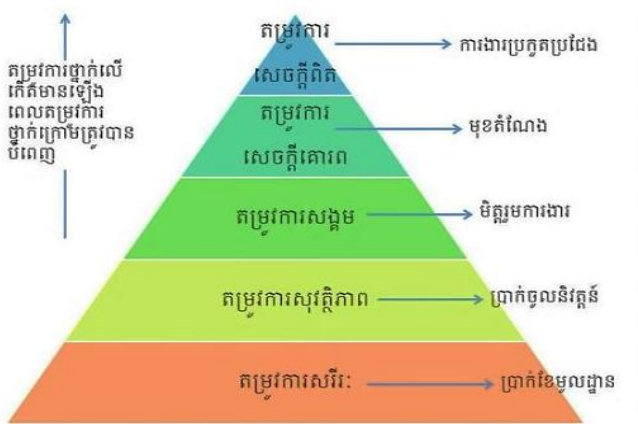 តម្រូវការ
សេចក្តីពិត
ការងារប្រកួតប្រជែង
តម្រូវការថ្នាក់លើ
កើតមានឡើង
ពេលតម្រូវការ
ថ្នាក់ក្រោមត្រូវបាន
បំពេញ
តម្រូវការ
សេចក្តីគោរព
មុខតំណែង
តម្រូវការសង្គម
មិត្តរួមការងារ
តម្រូវការសុវត្ថិភាព
ប្រាក់ចូលនិវត្តន៍
តម្រូវការសរីរៈ
ប្រាក់ខែមូលដ្ឋាន